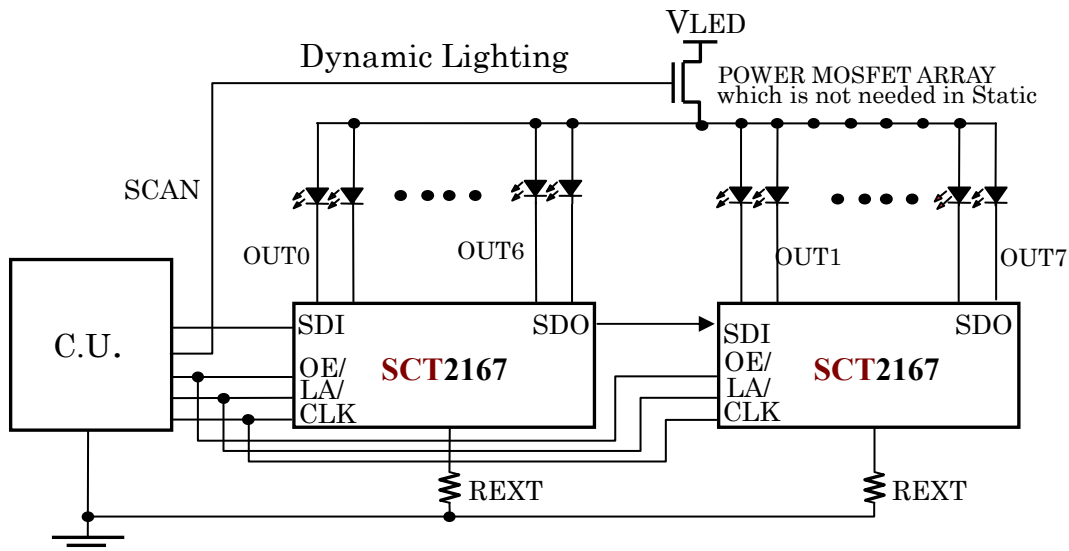 VLED
Dynamic Lighting
POWER MOSFET ARRAY
which is not needed in Static
SCAN
OUT0
OUT6
OUT1
OUT7
C.U.
SDI
SDO
OE/
LA/
CLK
SCT2167
SDI
SDO
OE/
LA/
CLK
SCT2167
REXT
REXT